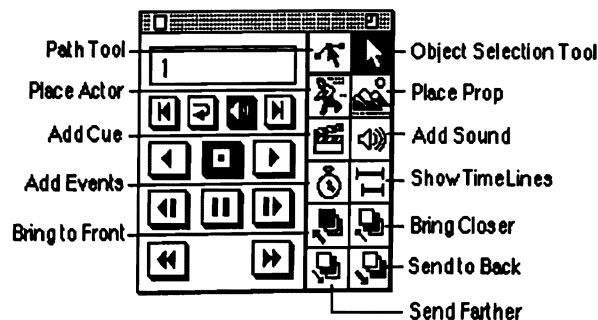 Path Tool
Object Selection Tool
1
Place Actor
Place Prop
Add Cue
Add Sound
Add Events
Show TimeLines
Bring to Front
Bring Closer
Send to Back
Send Farther